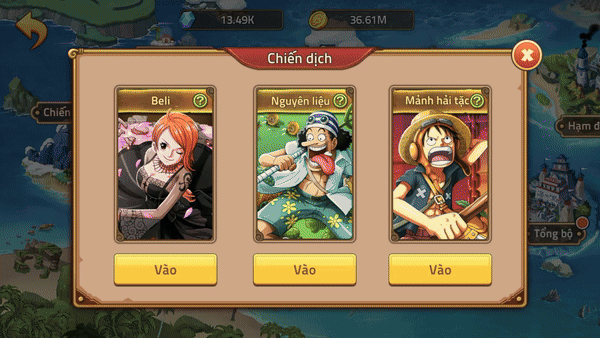 13.49K
36.61M
Chiến dịch
Beli ?
Nguyên liệu ?
Mảnh hải tặc ?
Chiến
Hạm đ
Tổng bộ
Vào
Vào
Vào